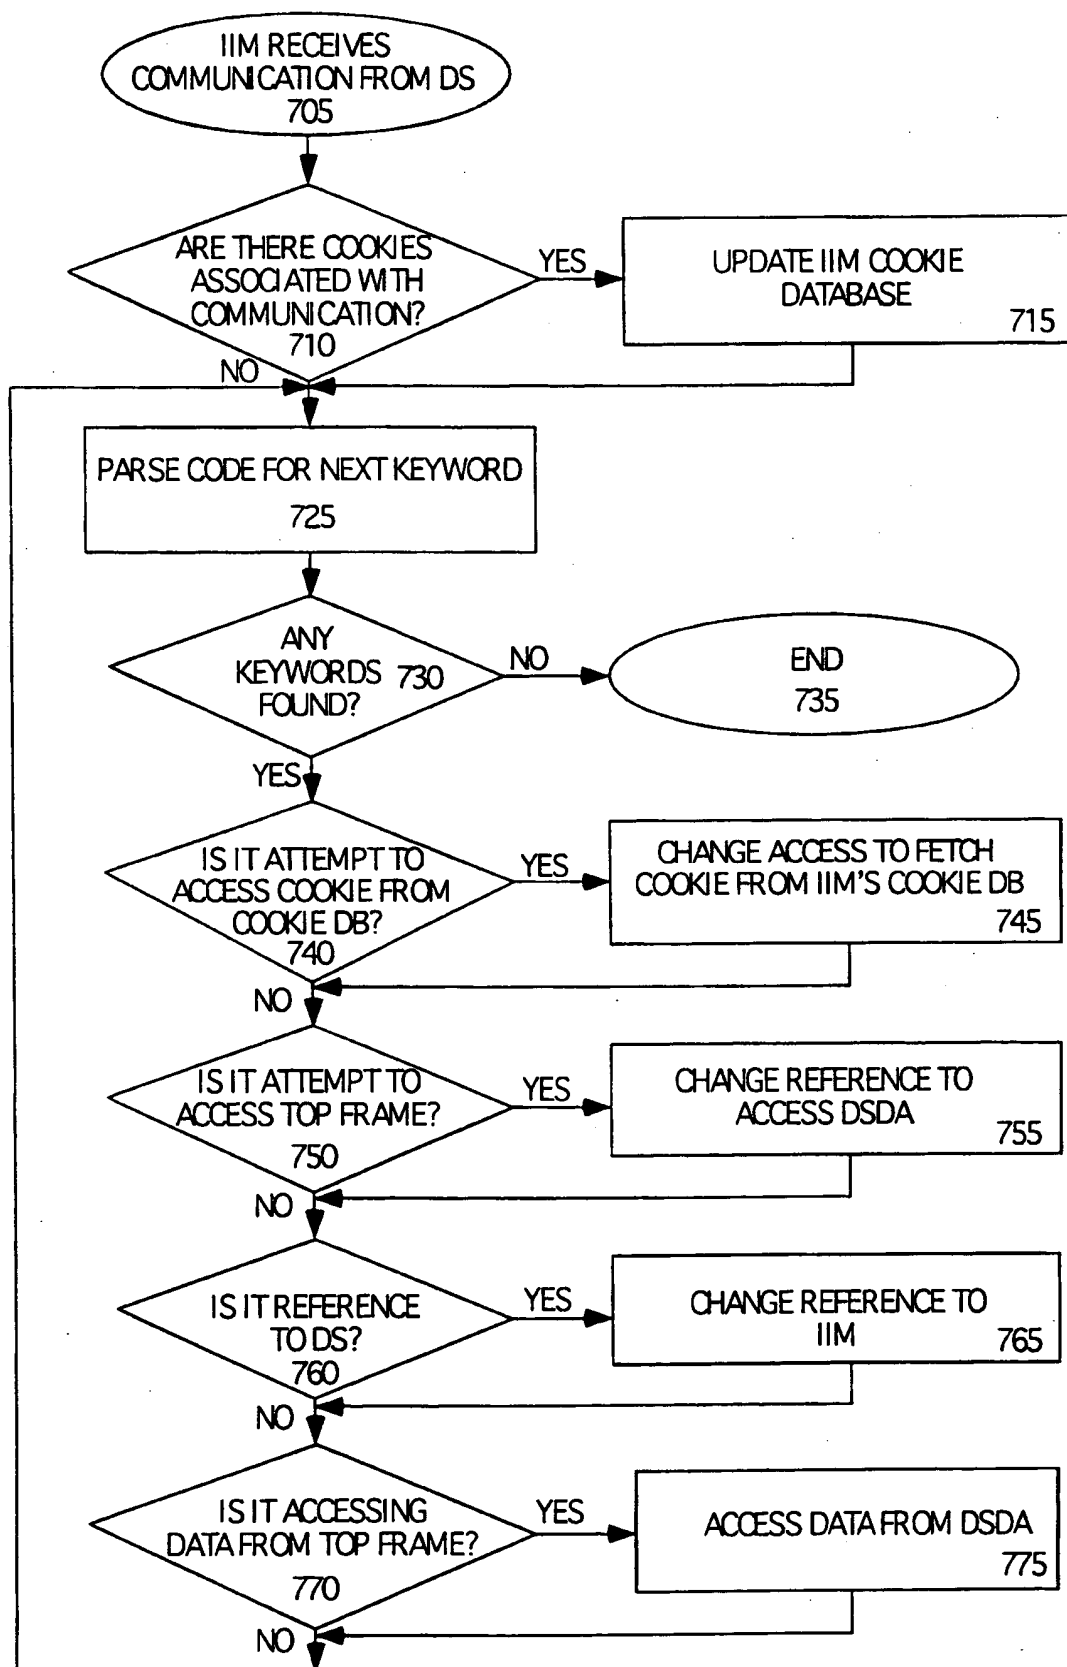 IIM RECEIVES
COMMUNICATION FROM DS
705
ARE THERE COOKIES
ASSOCIATED WITH
COMMUNICATION?
710
YES
UPDATE IIM COOKIE
DATABASE
715
NO
PARSE CODE FOR NEXT KEYWORD
725
ANY
KEYWORDS
FOUND?
730
NO
END
735
YES
IS IT ATTEMPT TO
ACCESS COOKIE FROM
COOKIE DB?
740
YES
CHANGE ACCESS TO FETCH
COOKIE FROM IIM'S COOKIE DB
745
NO
IS IT ATTEMPT TO
ACCESS TOP FRAME?
750
YES
CHANGE REFERENCE TO
ACCESS DSDA
755
NO
IS IT REFERENCE
TO DS?
760
YES
CHANGE REFERENCE TO
IIM
765
NO
IS IT ACCESSING
DATA FROM TOP FRAME?
770
YES
ACCESS DATA FROM DSDA
775
NO